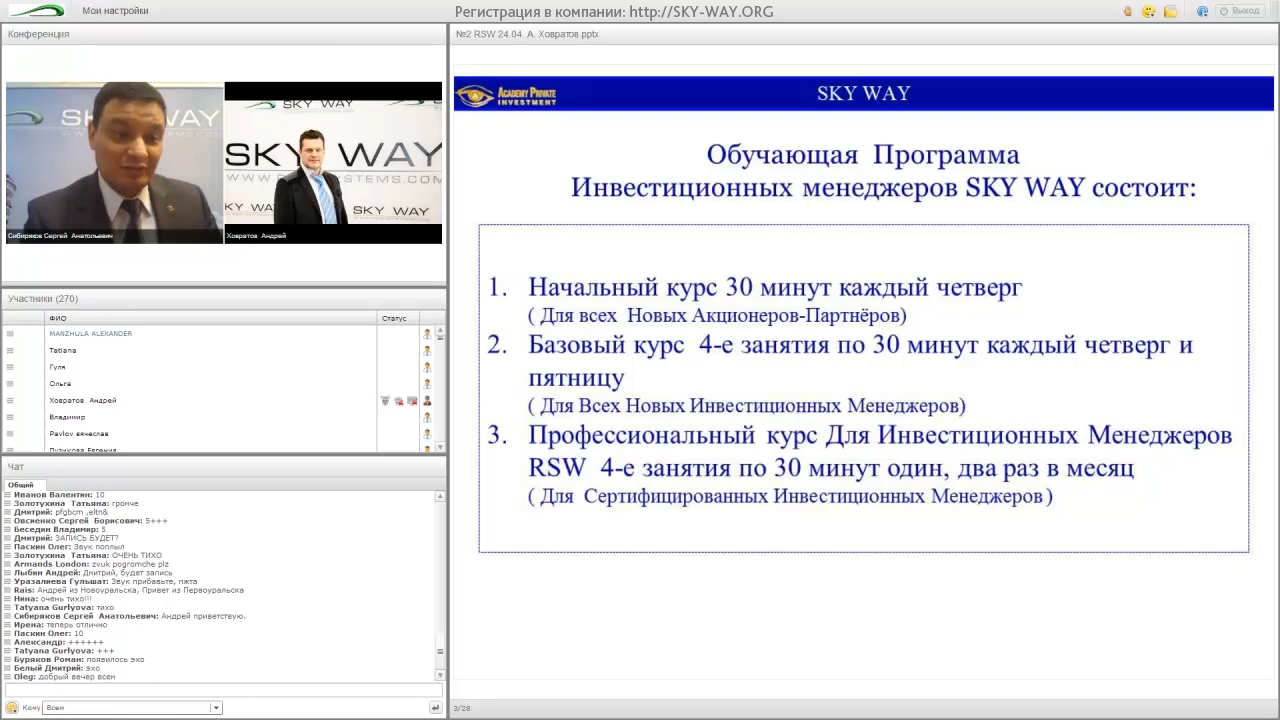 Мои настройки
Регистрация в компании: http://SKY-WAY.ORG
Выход
Конференция
№2 RSW 24.04. А. Ховратов.pptx
SKY WAY
Сибиряков Сергей Анатольевич
SKY WAY
SKY WAY
SKY WAY
Ховратов Андрей
Участники (270)
ФИО
Статус
MANZHULA ALEXANDER
Tatiana
Гуля
Ольга
Ховратов Андрей
Владимир
Pavlov вячеслав
Пузикова Евгения
Чат
Общий
Иванов Валентин: 10
Золотухина Татьяна: громче
Дмитрий: pfgbcm ,eltn&
Овсиенко Сергей Борисович: 5+++
Беседин Владимир: 5
Дмитрий: ЗАПИСЬ БУДЕТ?
Паскин Олег: Звук поплыл
Золотухина Татьяна: ОЧЕНЬ ТИХО
Armands London: zvuk pogromche plz
Лыбин Андрей: Дмитрий, будет запись
Уразалиева Гульшат: Звук прибавьте, пжта
Rais: Андрей из Новоуральска, Привет из Первоуральска
Нина: очень тихо!!!
Tatyana Gurlyova: тихо
Сибиряков Сергей Анатольевич: Андрей приветствую.
Ирена: теперь отлично
Паскин Олег: 10
Александр: ++++++
Tatyana Gurlyova: +++
Буряков Роман: появилось эхо
Белый Дмитрий: эхо
Oleg: добрый вечер всем
Кому
Всем
ACADEMY PRIVATE
INVESTMENT
SKY WAY
Обучающая Программа
Инвестиционных менеджеров SKY WAY состоит:
1. Начальный курс 30 минут каждый четверг
( Для всех Новых Акционеров-Партнёров)
2. Базовый курс 4-е занятия по 30 минут каждый четверг и
пятницу
( Для Всех Новых Инвестиционных Менеджеров)
3. Профессиональный курс Для Инвестиционных Менеджеров
RSW 4-е занятия по 30 минут один, два раз в месяц
( Для Сертифицированных Инвестиционных Менеджеров )
3/28